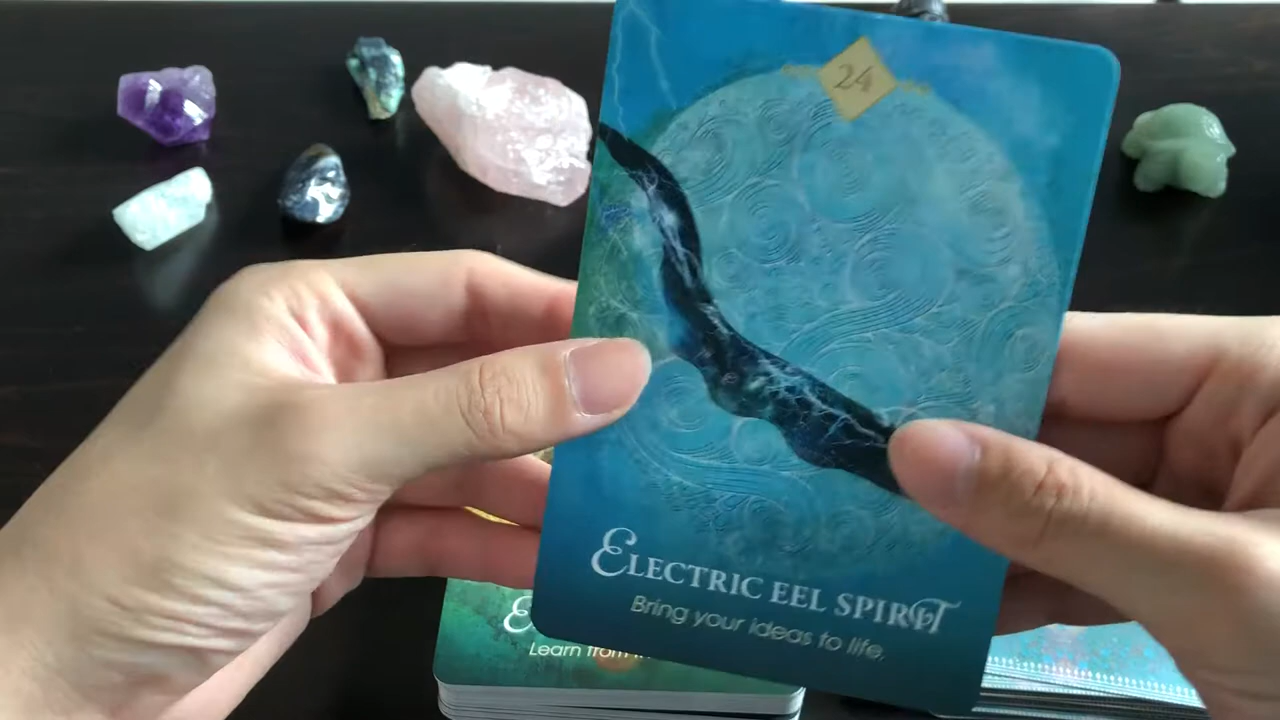 24
ELECTRIC EEL SPIRIT
Bring your ideas to life.
E
Learn from